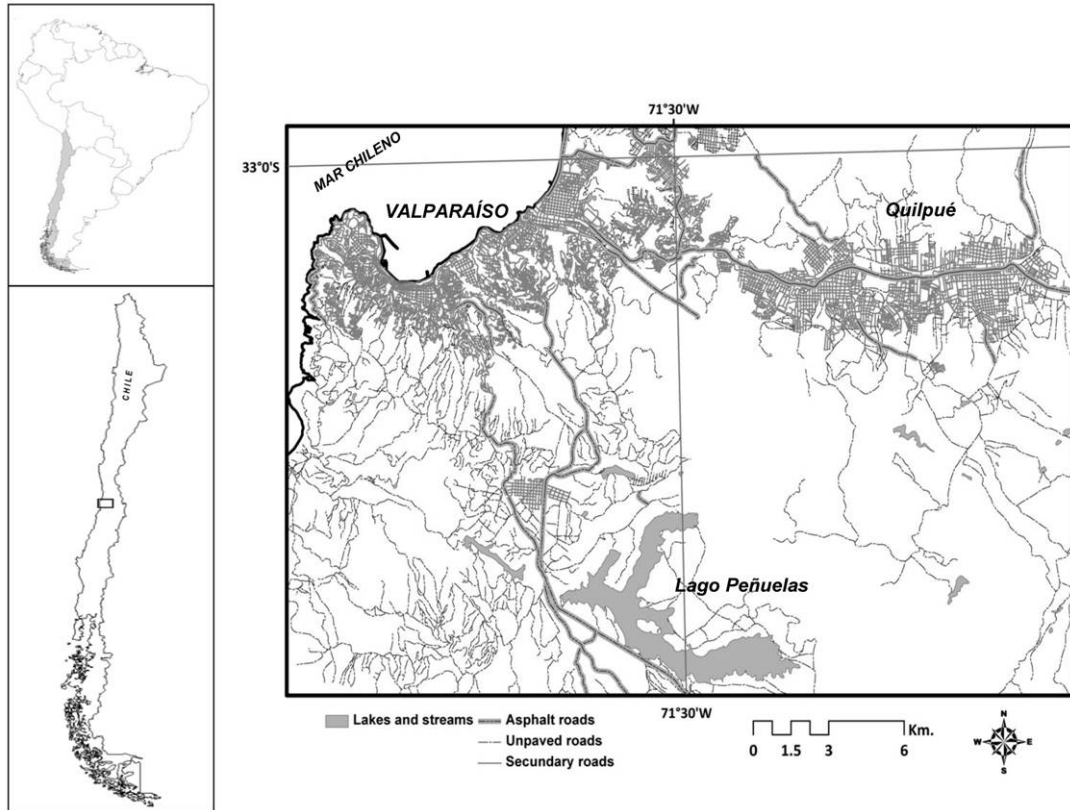 CHILE
71°30'W
33°0'S
MAR CHILENO
VALPARAÍSO
Quilpué
Lago Peñuelas
71°30'W
Lakes and streams
Asphalt roads
Unpaved roads
Secundary roads
0 1.5 3 6 Km.
N
W E
S